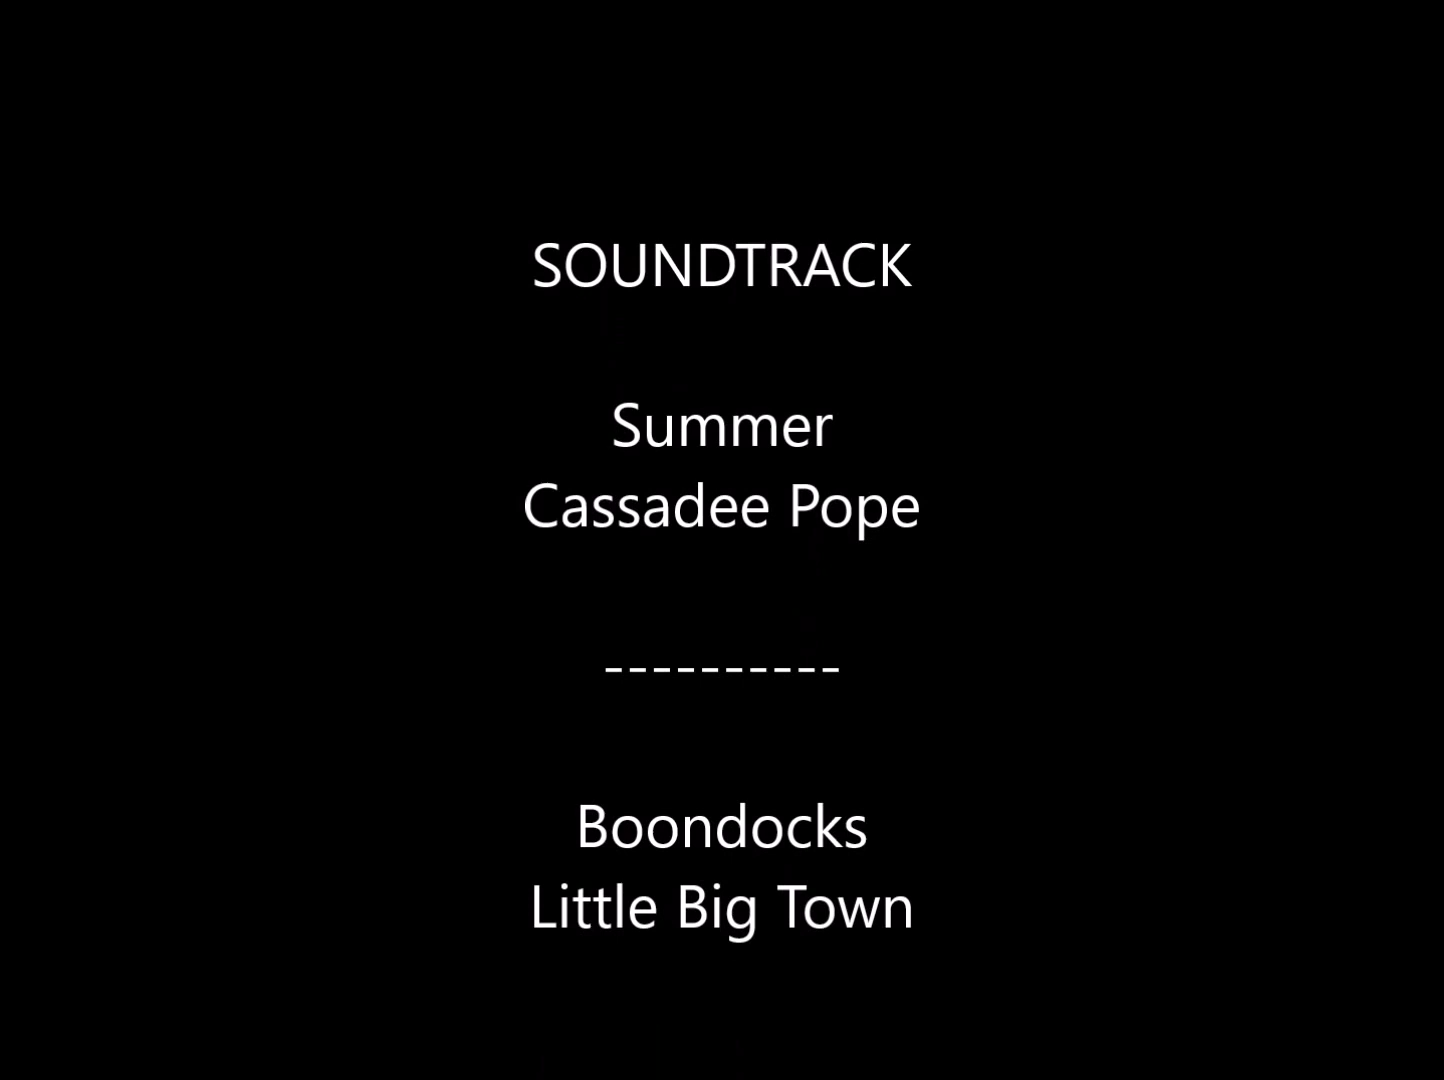 SOUNDTRACK
Summer
Cassadee Pope
----------
Boondocks
Little Big Town